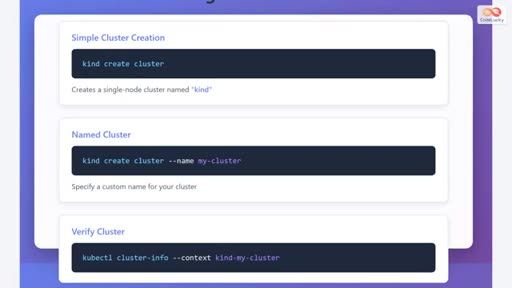 CodeLucky
Simple Cluster Creation
kind create cluster
Creates a single-node cluster named "kind"
Named Cluster
kind create cluster --name my-cluster
Specify a custom name for your cluster
Verify Cluster
kubectl cluster-info --context kind-my-cluster